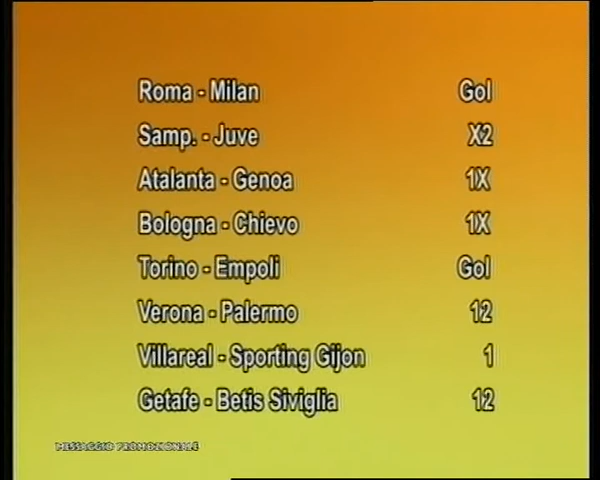 Roma - Milan Gol
Samp. - Juve X2
Atalanta - Genoa 1X
Bologna - Chievo 1X
Torino - Empoli Gol
Verona - Palermo 12
Villareal - Sporting Gijon 1
Getafe - Betis Siviglia 12
MESSAGGIO PROMOZIONALE